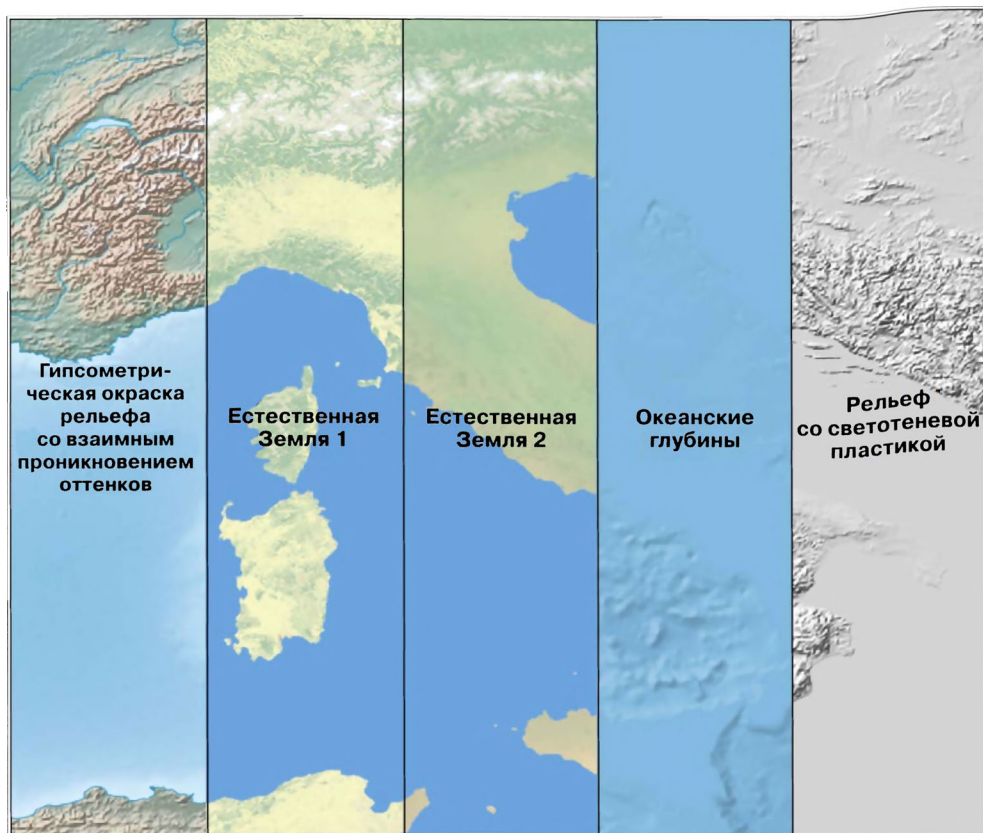 Гипсометри-
ческая окраска
рельефа
со взаимным
проникновением
оттенков
Естественная
Земля 1
Естественная
Земля 2
Океанские
глубины
Рельеф
со светотеневой
пластикой